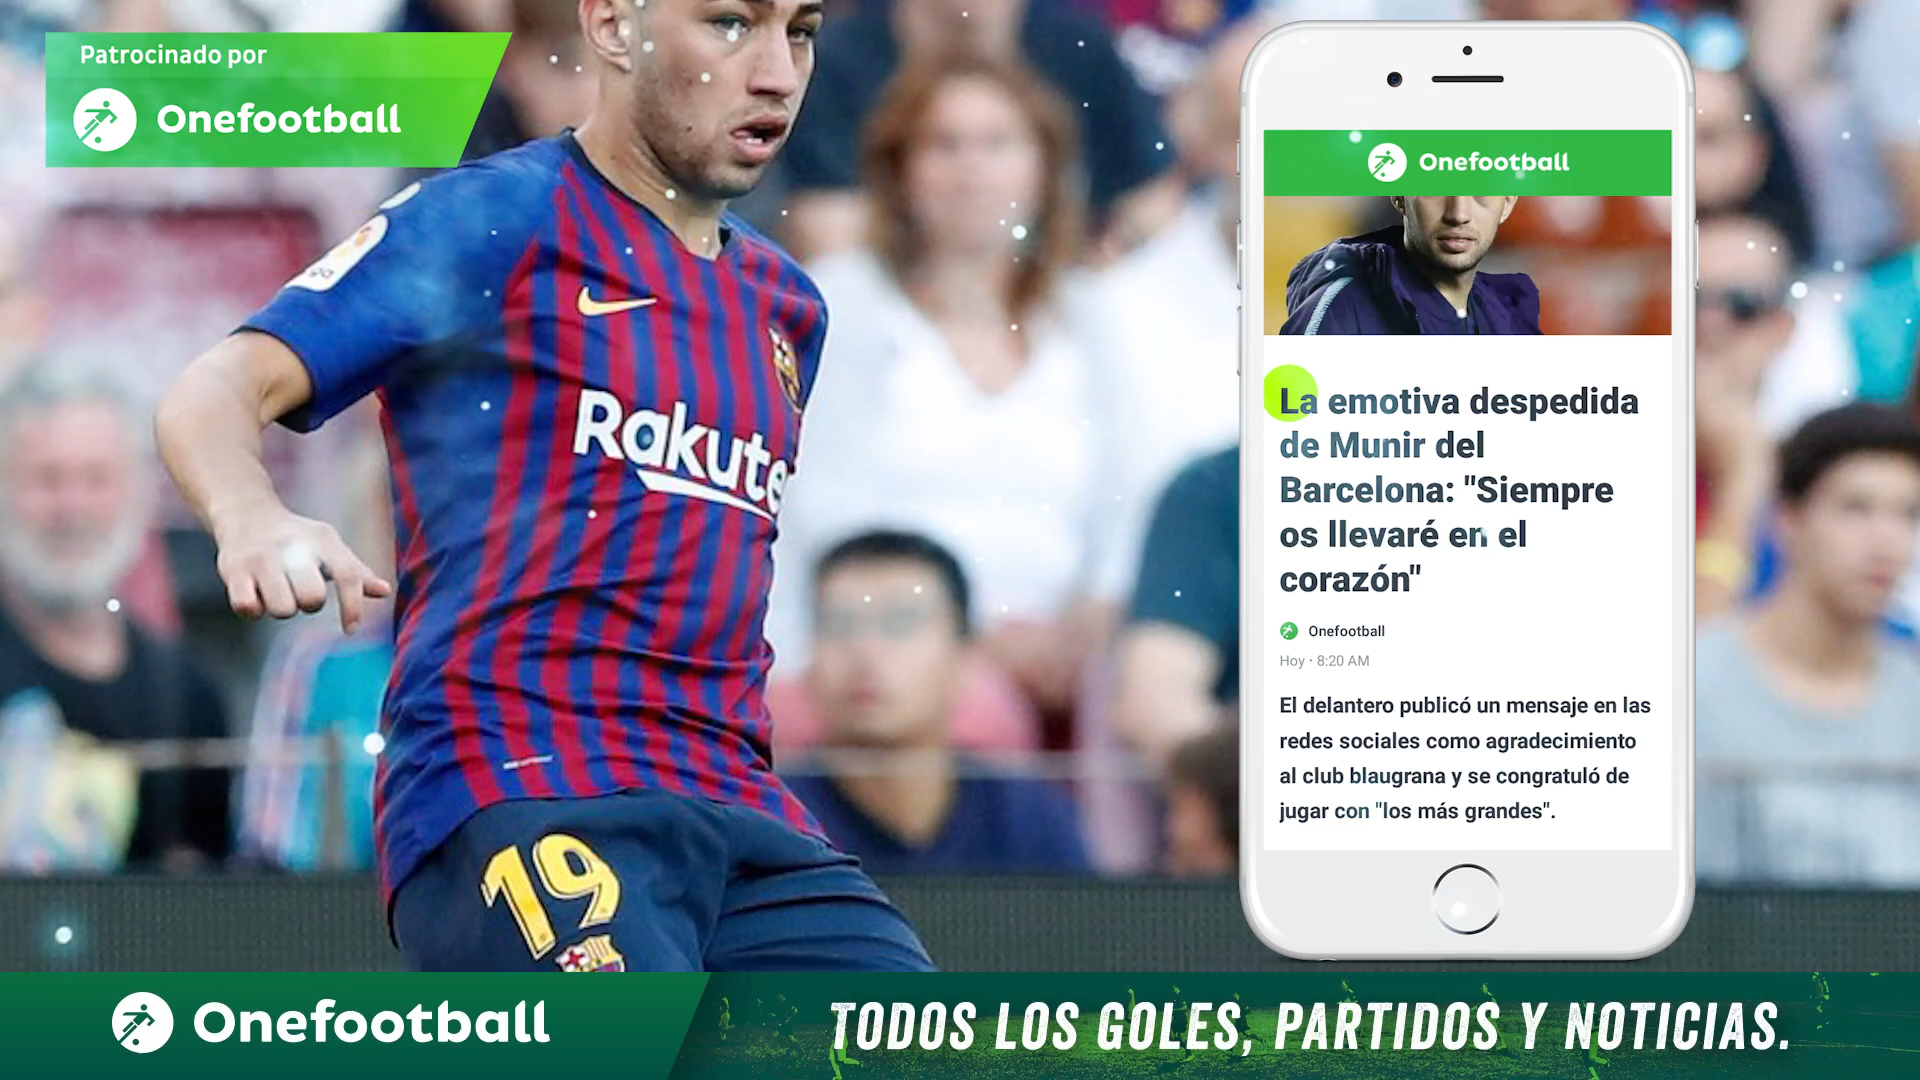 Patrocinado por
Onefootball
Rakuten
19
Onefootball
La emotiva despedida
de Munir del
Barcelona: "Siempre
os llevaré en el
corazón"
Onefootball
Hoy · 8:20 AM
El delantero publicó un mensaje en las
redes sociales como agradecimiento
al club blaugrana y se congratuló de
jugar con "los más grandes".
Onefootball
TODOS LOS GOLES, PARTIDOS Y NOTICIAS.